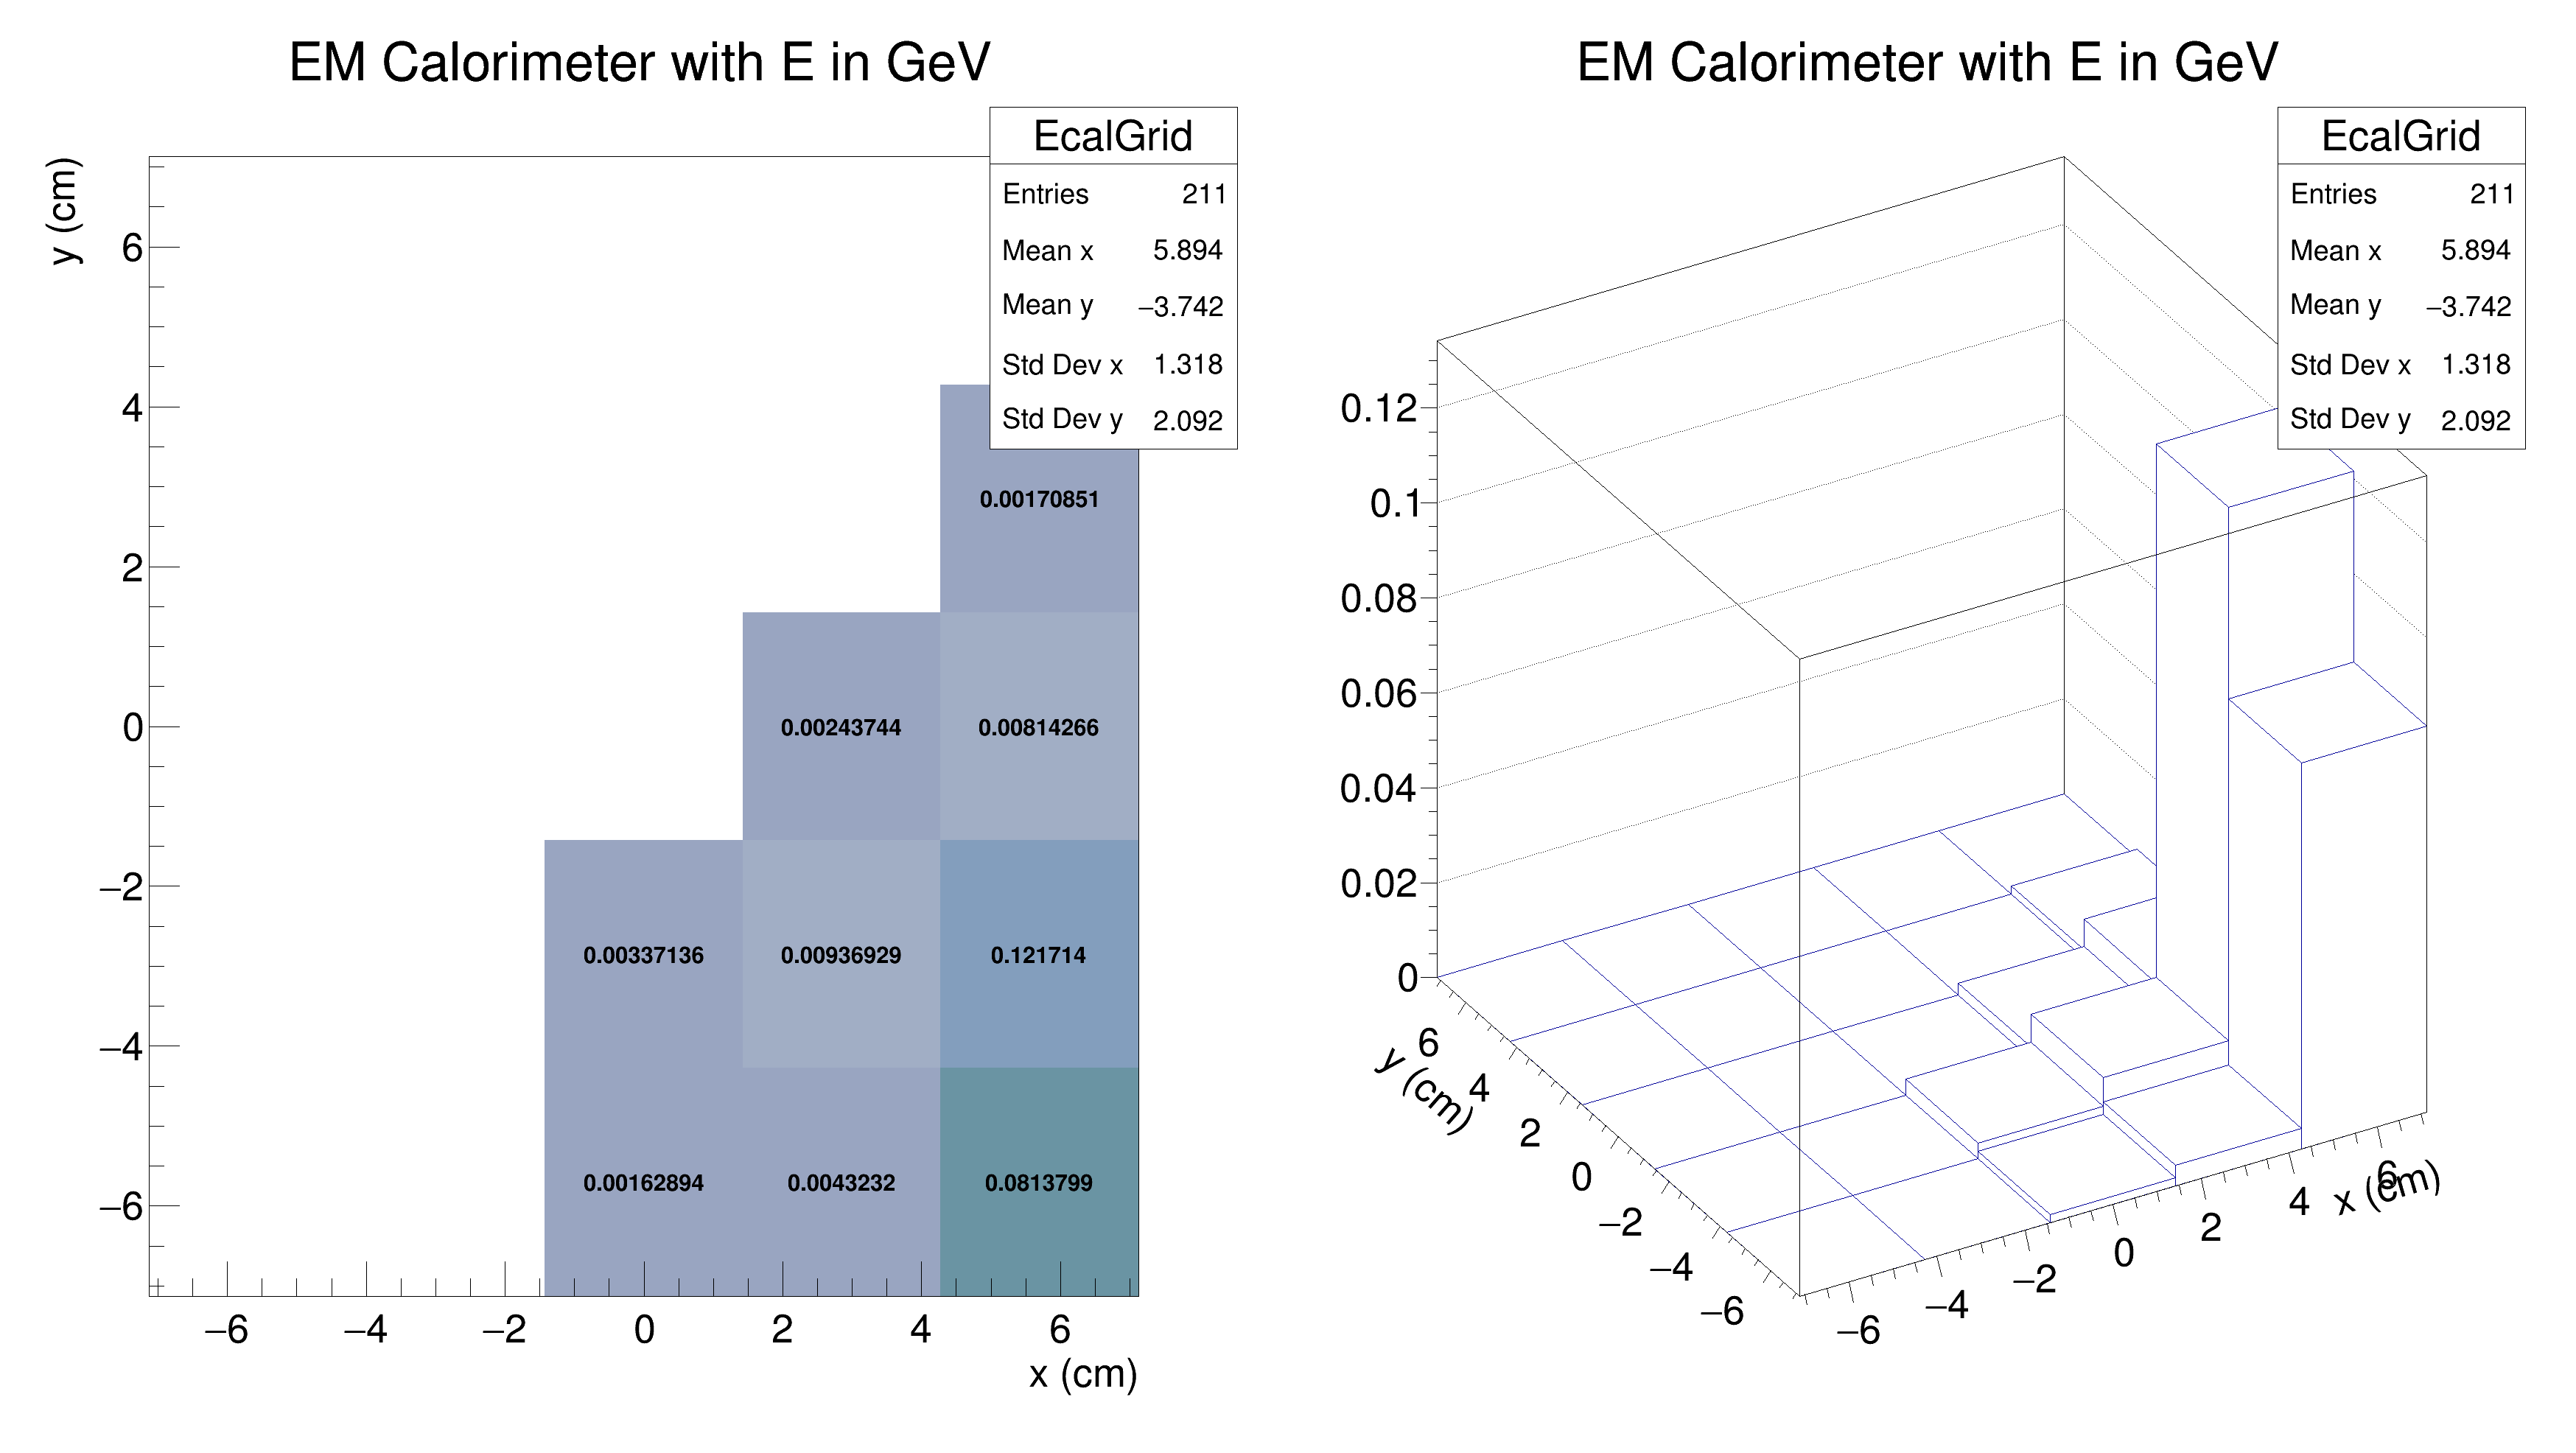 EM Calorimeter with E in GeV
EcalGrid
Entries 211
Mean x 5.894
Mean y −3.742
Std Dev x 1.318
Std Dev y 2.092
y (cm)
6
4
2
0
−2
−4
−6
0.00170851
0.00243744 0.00814266
0.00337136 0.00936929 0.121714
0.00162894 0.0043232 0.0813799
−6 −4 −2 0 2 4 6
x (cm)
EM Calorimeter with E in GeV
EcalGrid
Entries 211
Mean x 5.894
Mean y −3.742
Std Dev x 1.318
Std Dev y 2.092
0.12
0.1
0.08
0.06
0.04
0.02
0
y (cm)
6
4
2
0
−2
−4
−6
−6 −4 −2 0 2 4 6
x (cm)